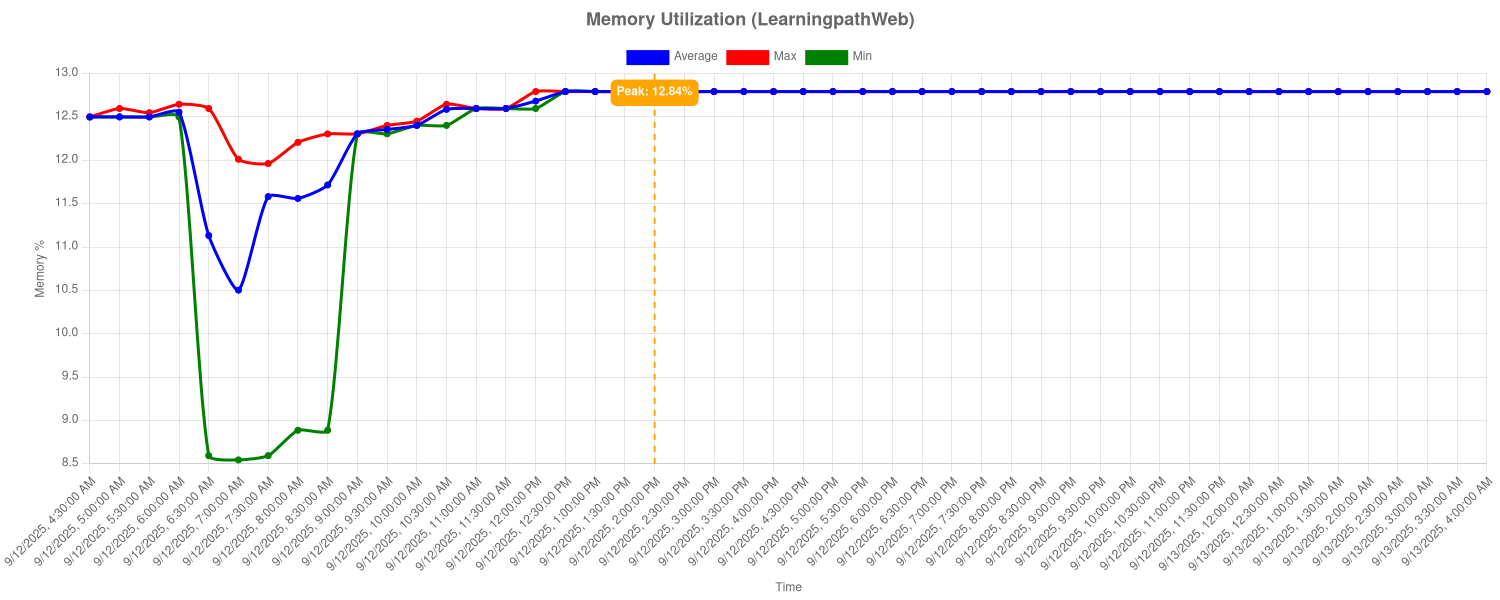 Memory Utilization (LearningpathWeb)
Average Max Min
13.0
12.5
12.0
11.5
11.0
10.5
10.0
9.5
9.0
8.5
Memory %
Peak: 12.84%
9/12/2025, 4:30:00 AM
9/12/2025, 5:00:00 AM
9/12/2025, 5:30:00 AM
9/12/2025, 6:00:00 AM
9/12/2025, 6:30:00 AM
9/12/2025, 7:00:00 AM
9/12/2025, 7:30:00 AM
9/12/2025, 8:00:00 AM
9/12/2025, 8:30:00 AM
9/12/2025, 9:00:00 AM
9/12/2025, 9:30:00 AM
9/12/2025, 10:00:00 AM
9/12/2025, 10:30:00 AM
9/12/2025, 11:00:00 AM
9/12/2025, 11:30:00 AM
9/12/2025, 12:00:00 PM
9/12/2025, 12:30:00 PM
9/12/2025, 1:00:00 PM
9/12/2025, 1:30:00 PM
9/12/2025, 2:00:00 PM
9/12/2025, 2:30:00 PM
9/12/2025, 3:00:00 PM
9/12/2025, 3:30:00 PM
9/12/2025, 4:00:00 PM
9/12/2025, 4:30:00 PM
9/12/2025, 5:00:00 PM
9/12/2025, 5:30:00 PM
9/12/2025, 6:00:00 PM
9/12/2025, 6:30:00 PM
9/12/2025, 7:00:00 PM
9/12/2025, 7:30:00 PM
9/12/2025, 8:00:00 PM
9/12/2025, 8:30:00 PM
9/12/2025, 9:00:00 PM
9/12/2025, 9:30:00 PM
9/12/2025, 10:00:00 PM
9/12/2025, 10:30:00 PM
9/12/2025, 11:00:00 PM
9/12/2025, 11:30:00 PM
9/13/2025, 12:00:00 AM
9/13/2025, 12:30:00 AM
9/13/2025, 1:00:00 AM
9/13/2025, 1:30:00 AM
9/13/2025, 2:00:00 AM
9/13/2025, 2:30:00 AM
9/13/2025, 3:00:00 AM
9/13/2025, 3:30:00 AM
9/13/2025, 4:00:00 AM
Time